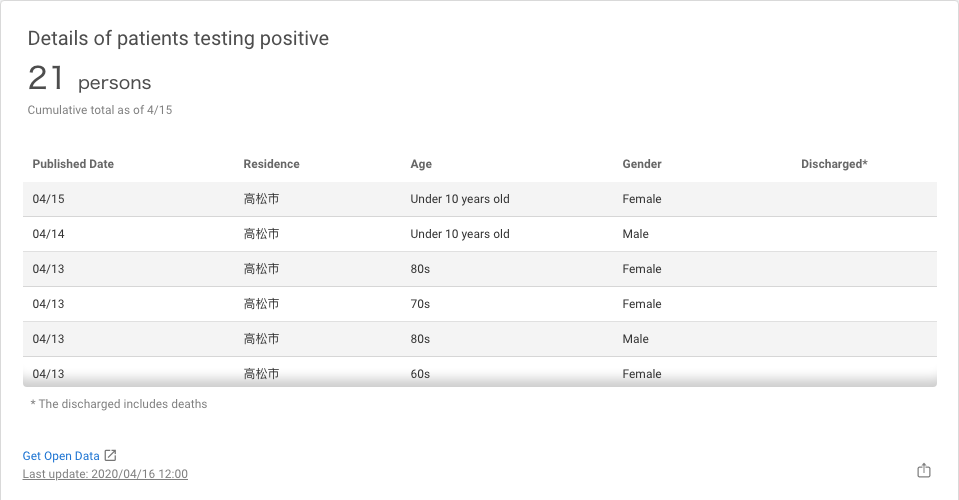 Details of patients testing positive
21 persons
Cumulative total as of 4/15
Published Date Residence Age Gender Discharged*
04/15 高松市 Under 10 years old Female
04/14 高松市 Under 10 years old Male
04/13 高松市 80s Female
04/13 高松市 70s Female
04/13 高松市 80s Male
04/13 高松市 60s Female
* The discharged includes deaths
Get Open Data
Last update: 2020/04/16 12:00